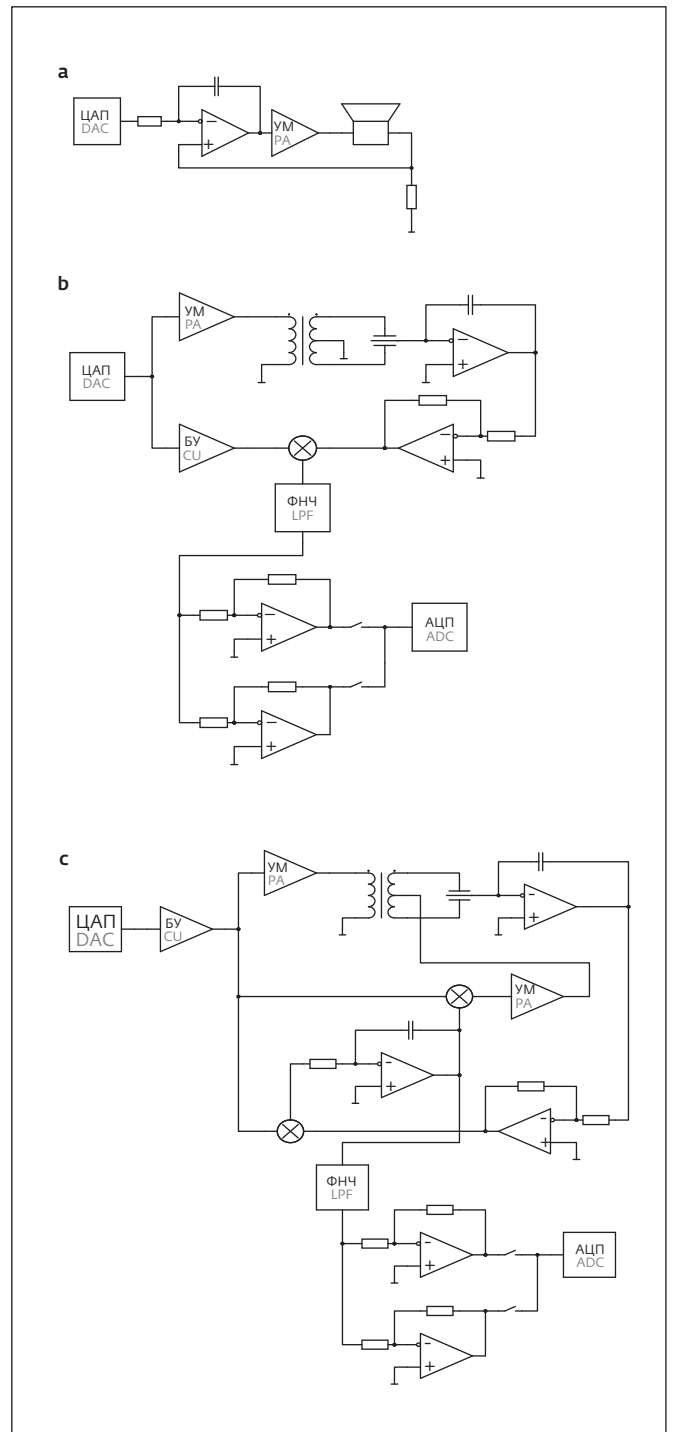 a
ЦАП
DAC
−
+
УМ
PA
b
УМ
PA
−
+
ЦАП
DAC
БУ
CU
−
+
ФНЧ
LPF
−
+
АЦП
ADC
−
+
c
УМ
PA
-
+
ЦАП
DAC
БУ
CU
УМ
PA
-
+
-
+
ФНЧ
LPF
-
+
АЦП
ADC
-
+